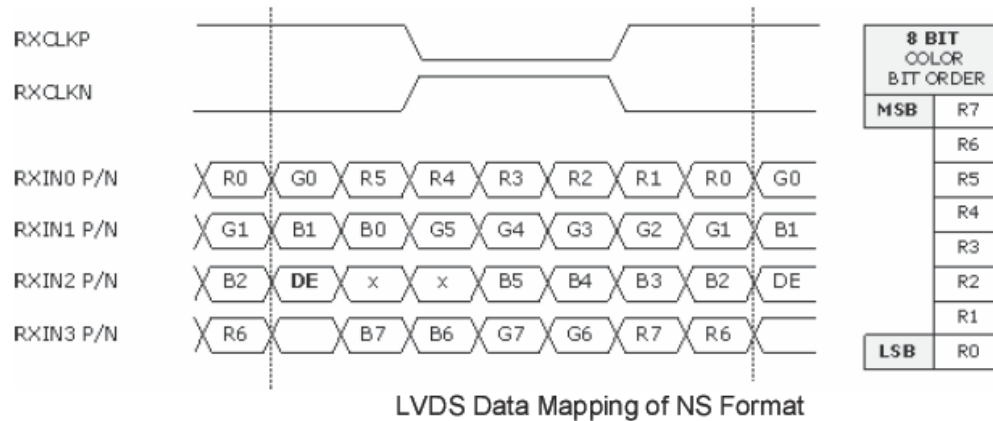 RXCLKP
RXCLKN
RXIN0 P/N R0 G0 R5 R4 R3 R2 R1 R0 G0
RXIN1 P/N G1 B1 B0 G5 G4 G3 G2 G1 B1
RXIN2 P/N B2 DE x x B5 B4 B3 B2 DE
RXIN3 P/N R6 B7 B6 G7 G6 R7 R6
8 BIT
COLOR
BIT ORDER
MSB R7
R6
R5
R4
R3
R2
R1
LSB R0
LVDS Data Mapping of NS Format